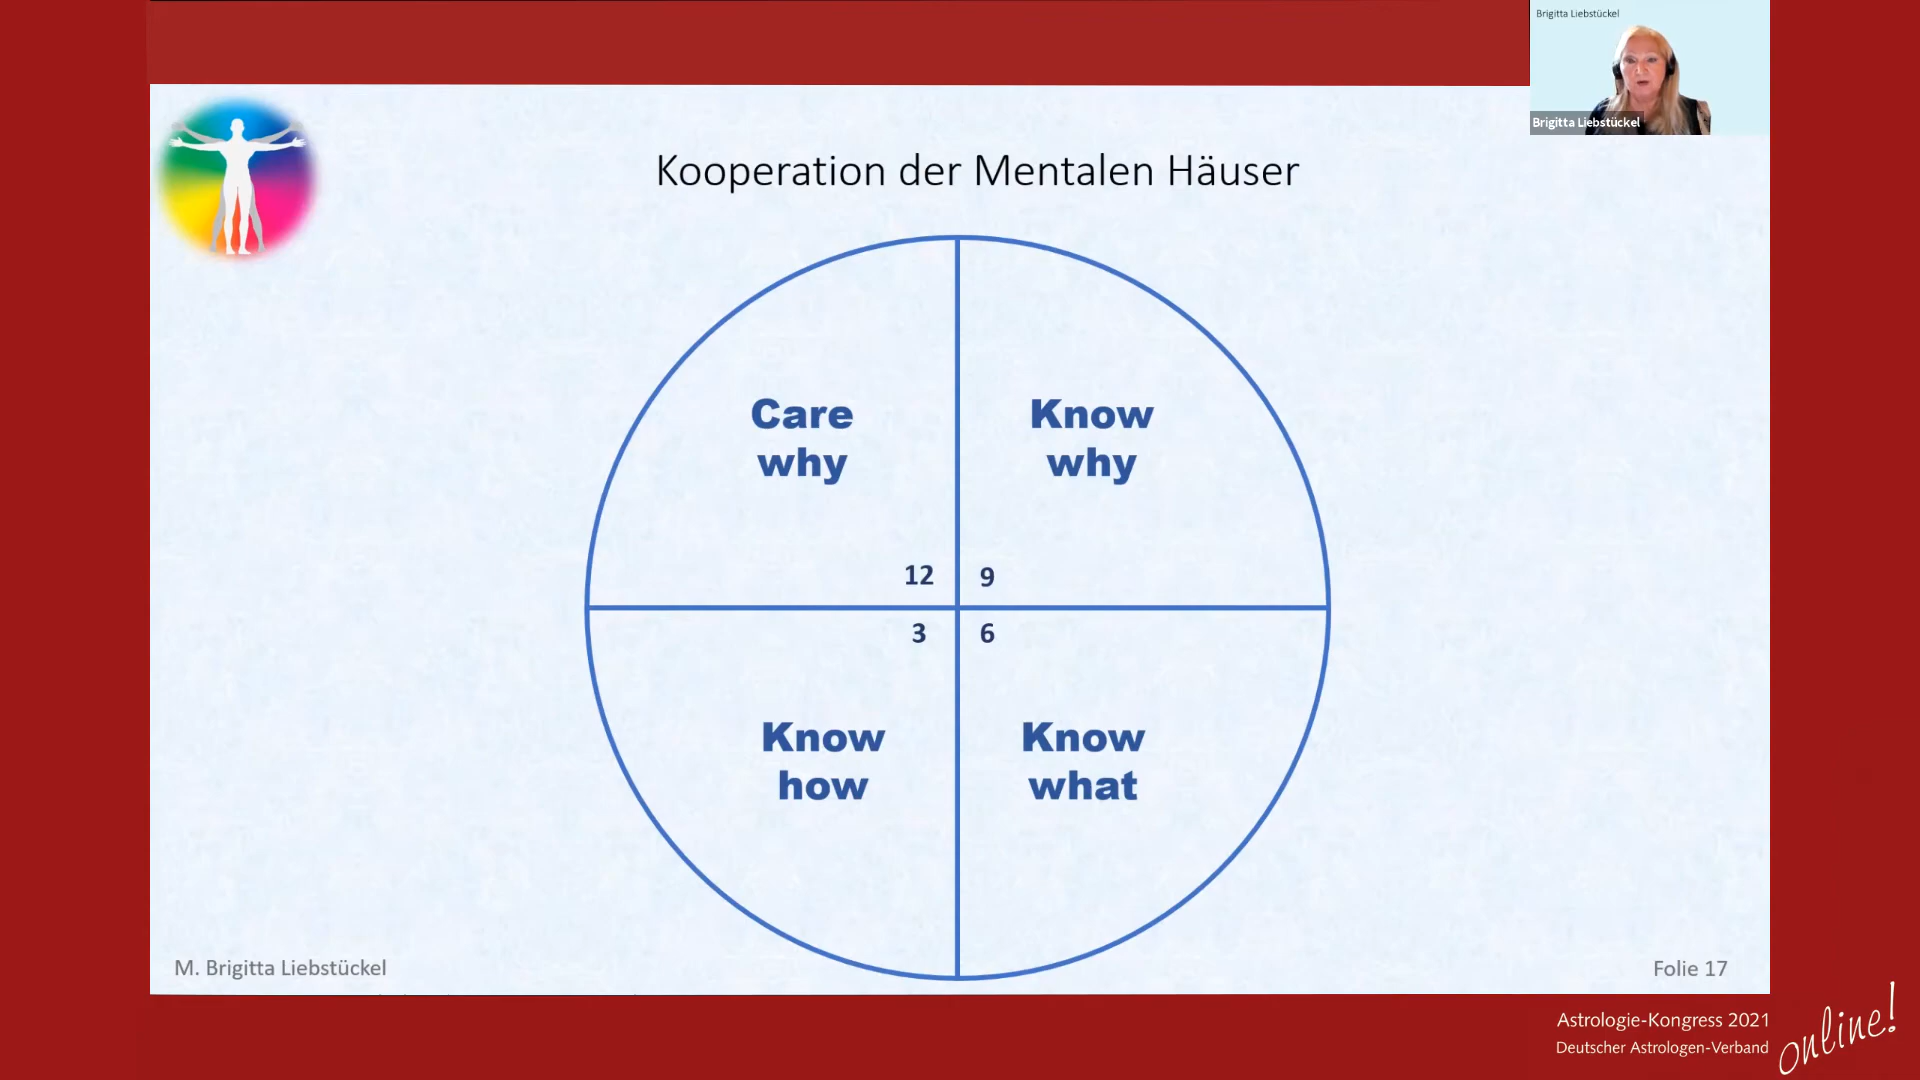 Brigitta Liebstückel
Brigitta Liebstückel
Kooperation der Mentalen Häuser
Care
why
Know
why
12
9
3
6
Know
how
Know
what
M. Brigitta Liebstückel
Folie 17
Astrologie-Kongress 2021
Deutscher Astrologen-Verband
online!